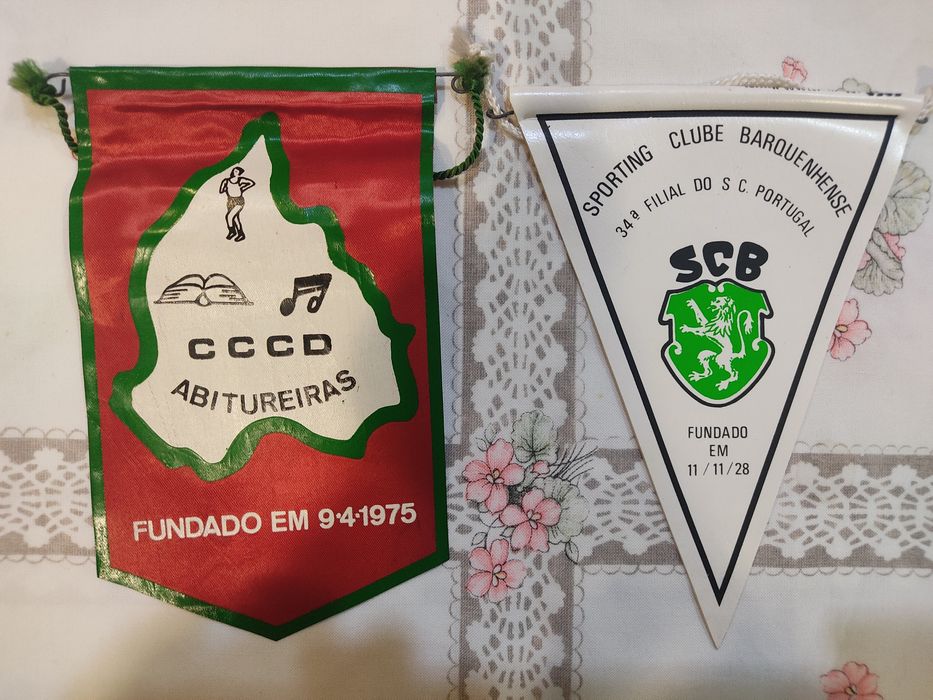 CCCD
ABITUREIRAS
FUNDADO EM 9·4·1975
SPORTING CLUBE BARQUENHENSE
34ª FILIAL DO S C. PORTUGAL
SCB
FUNDADO
EM
11/11/28